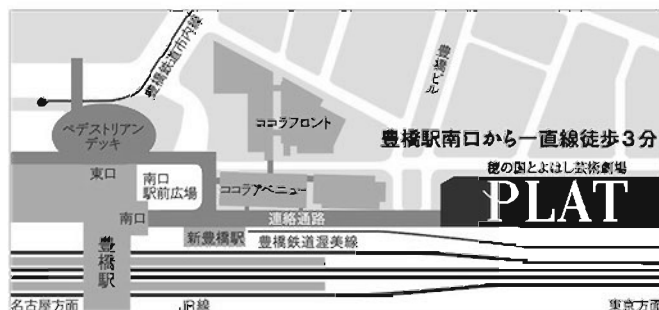 豊橋鉄道市内線
ペデストリアン
デッキ
ココラフロント
豊橋ビル
豊橋駅南口から一直線徒歩3分
穂の国とよはし芸術劇場
PLAT
東口
南口
駅前広場
ココラアベニュー
南口
連絡通路
豊橋駅
新豊橋駅
豊橋鉄道渥美線
名古屋方面
JR線
東京方面